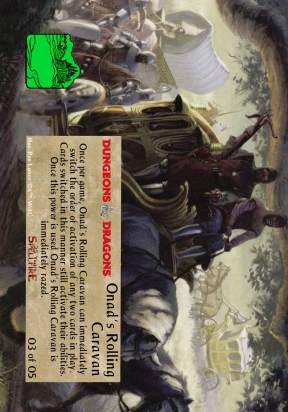 DUNGEONS & DRAGONS
Onad's Rolling
Caravan
Once per game, Onad's Rolling Caravan can immediately
switch the order of activation of any two cards in play.
Cards switched in this manner still activate their abilities.
Once this power is used Onad's Rolling Caravan is
immediately razed.
SPELLFIRE
03 of 05